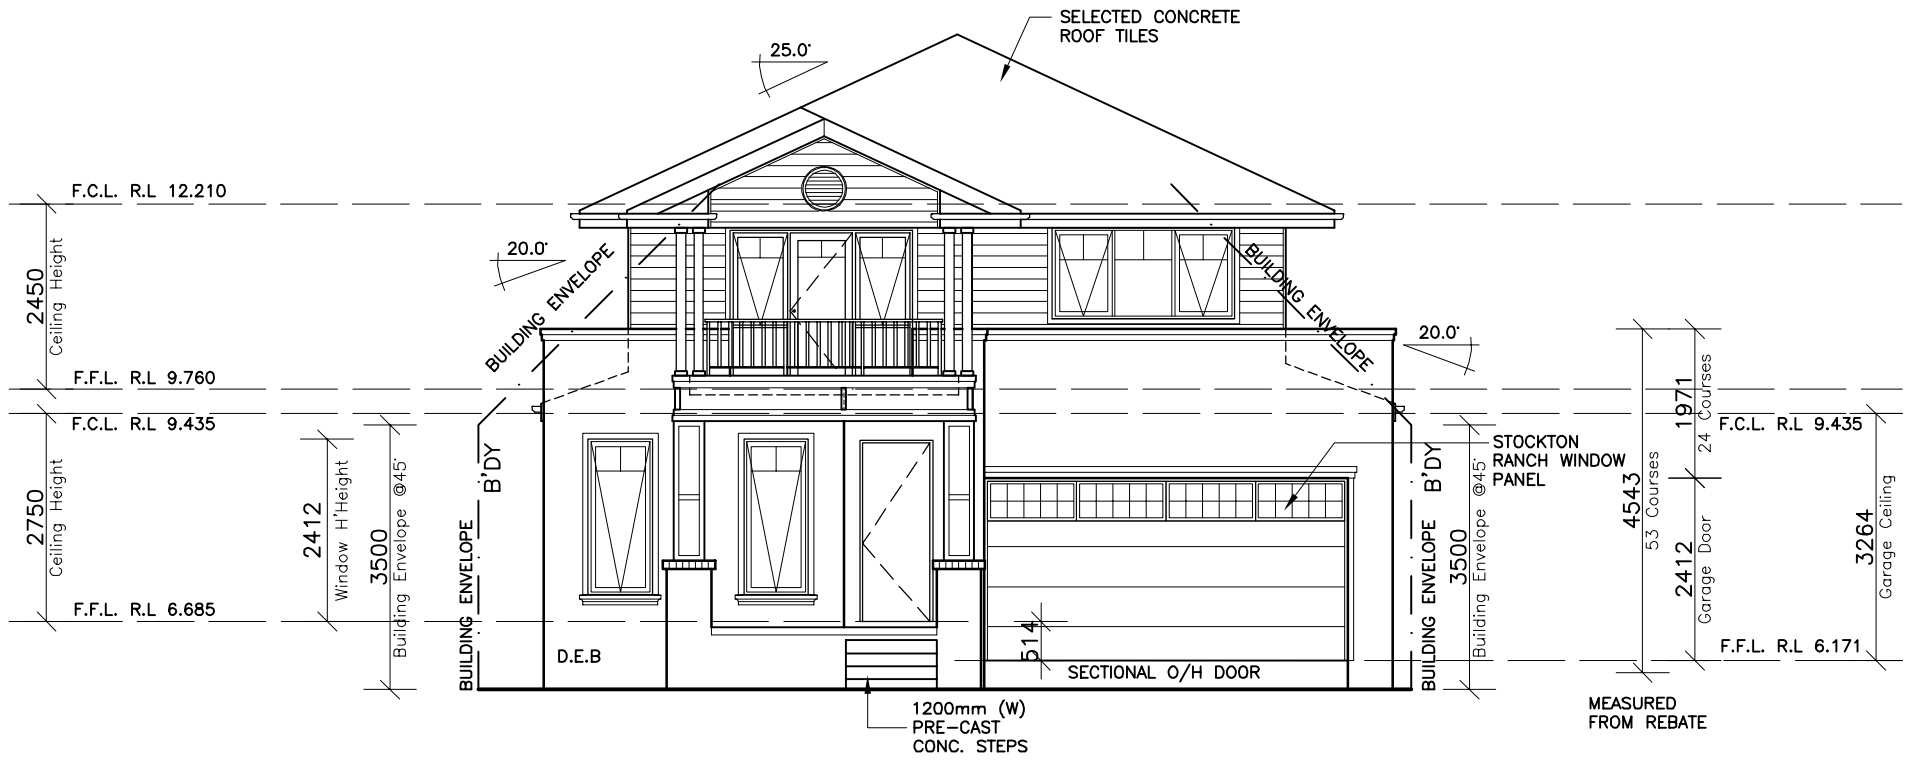 SELECTED CONCRETE
ROOF TILES
25.0°
F.C.L. R.L 12.210
20.0°
BUILDING ENVELOPE
BUILDING ENVELOPE
2450
Ceiling Height
20.0°
F.F.L. R.L 9.760
F.C.L. R.L 9.435
F.C.L. R.L 9.435
1971
24 Courses
STOCKTON
RANCH WINDOW
PANEL
B'DY
B'DY
2750
Ceiling Height
2412
Window H'Height
3500
Building Envelope @45°
BUILDING ENVELOPE
BUILDING ENVELOPE
3500
Building Envelope @45°
4543
53 Courses
2412
Garage Door
3264
Garage Ceiling
F.F.L. R.L 6.685
514
F.F.L. R.L 6.171
D.E.B
SECTIONAL O/H DOOR
1200mm (W)
PRE-CAST
CONC. STEPS
MEASURED
FROM REBATE